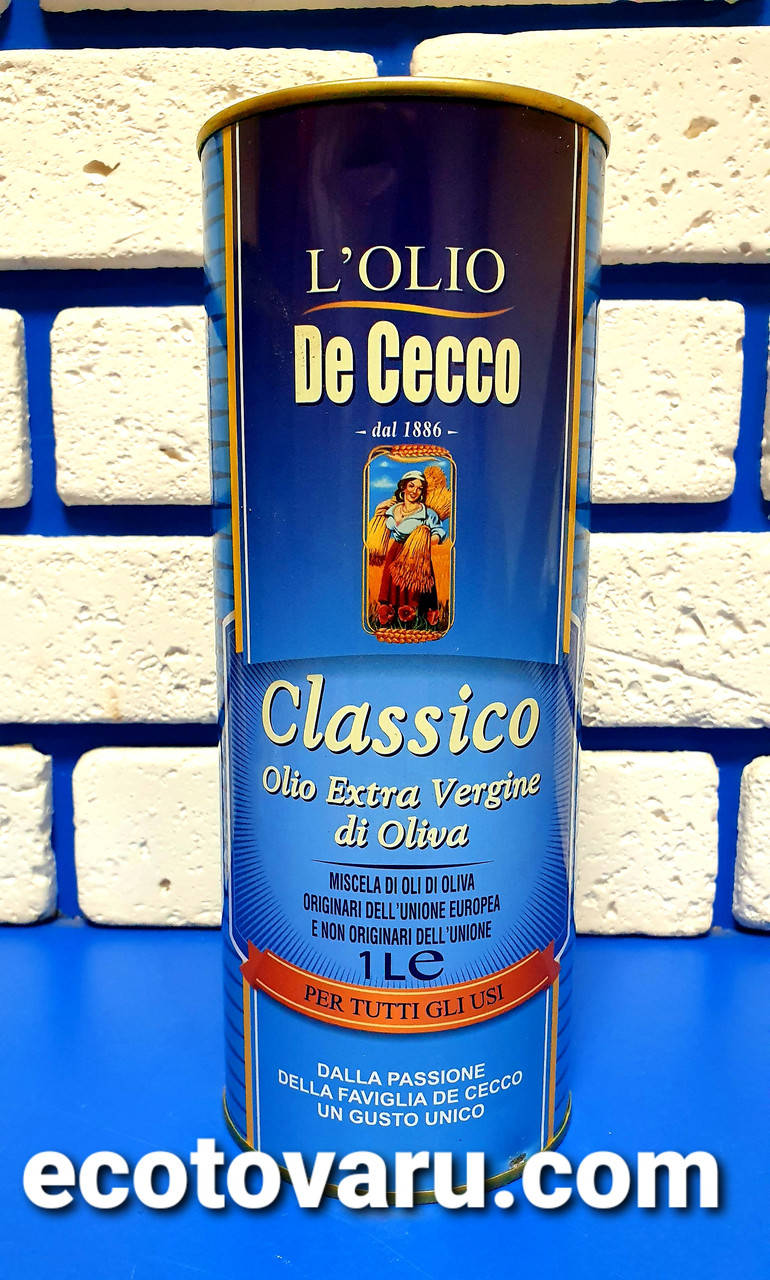 L'OLIO
De Cecco
dal 1886
Classico
Olio Extra Vergine
di Oliva
MISCELA DI OLI DI OLIVA
ORIGINARI DELL'UNIONE EUROPEA
E NON ORIGINARI DELL'UNIONE
1 L e
PER TUTTI GLI USI
DALLA PASSIONE
DELLA FAVIGLIA DE CECCO
UN GUSTO UNICO
ecotovaru.com